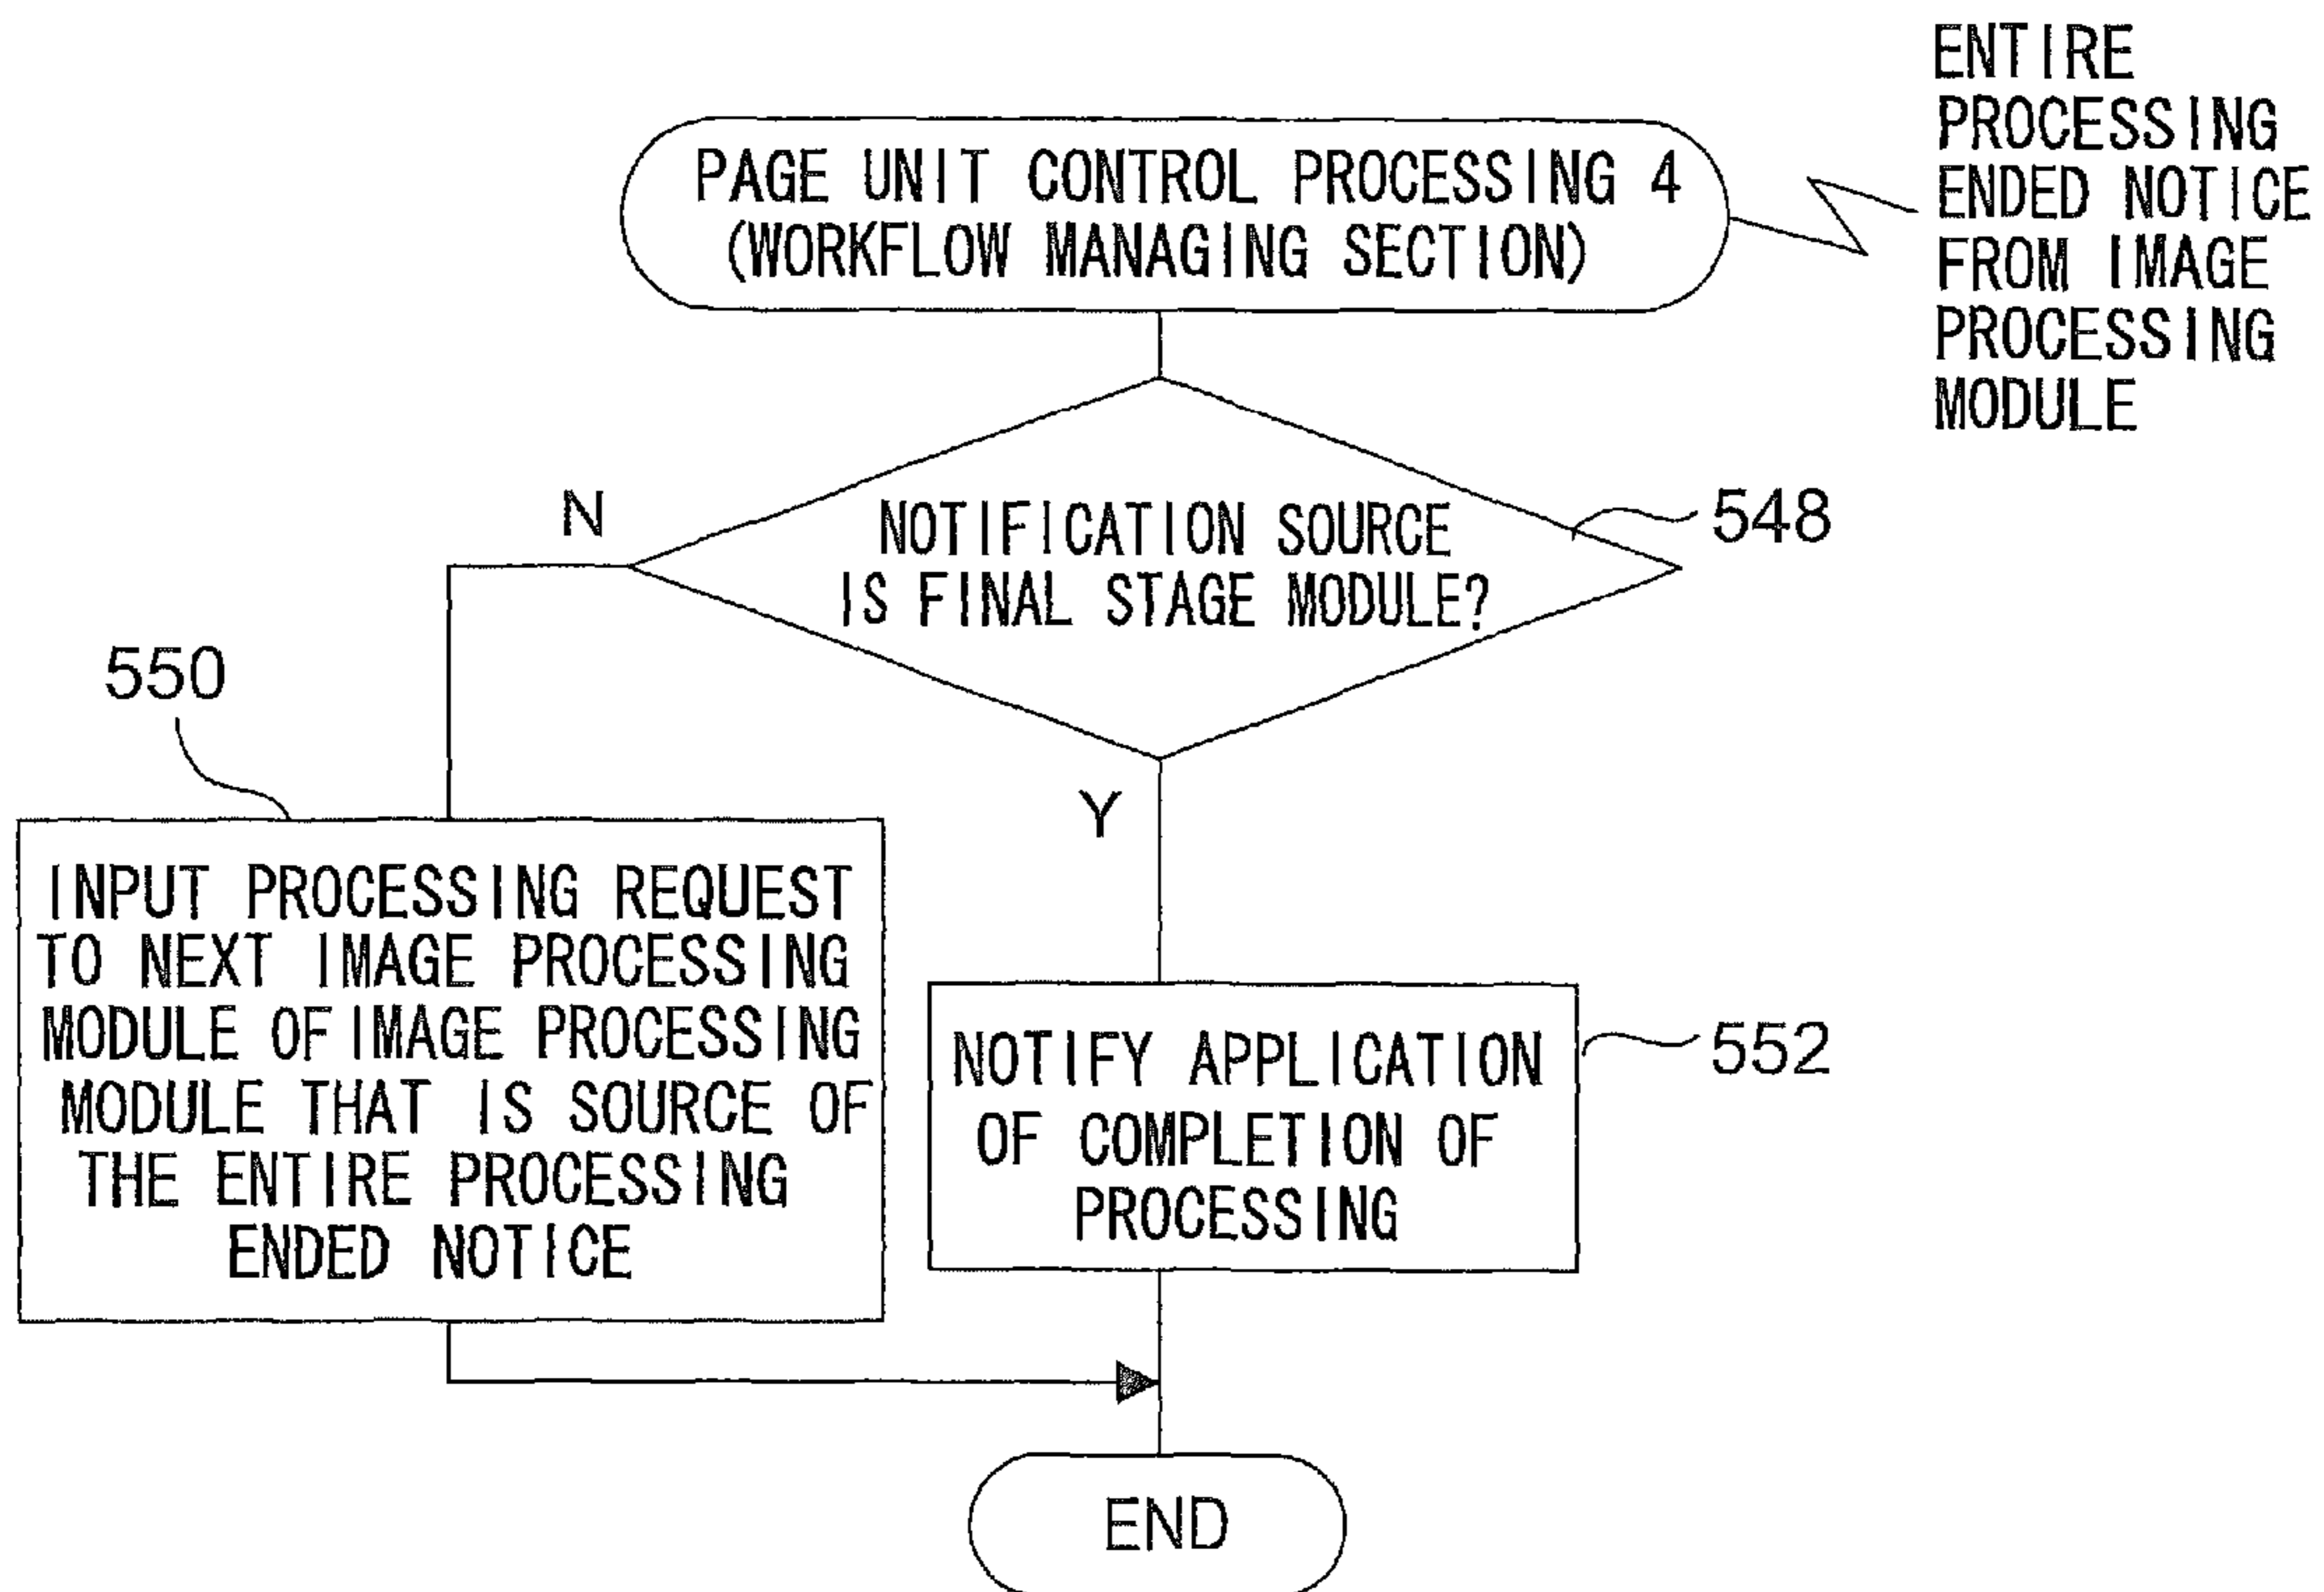 ENTIRE
PROCESSING
ENDED NOTICE
FROM IMAGE
PROCESSING
MODULE
PAGE UNIT CONTROL PROCESSING 4
(WORKFLOW MANAGING SECTION)
N
NOTIFICATION SOURCE
IS FINAL STAGE MODULE?
548
550
Y
INPUT PROCESSING REQUEST
TO NEXT IMAGE PROCESSING
MODULE OF IMAGE PROCESSING
MODULE THAT IS SOURCE OF
THE ENTIRE PROCESSING
ENDED NOTICE
NOTIFY APPLICATION
OF COMPLETION OF
PROCESSING
552
END